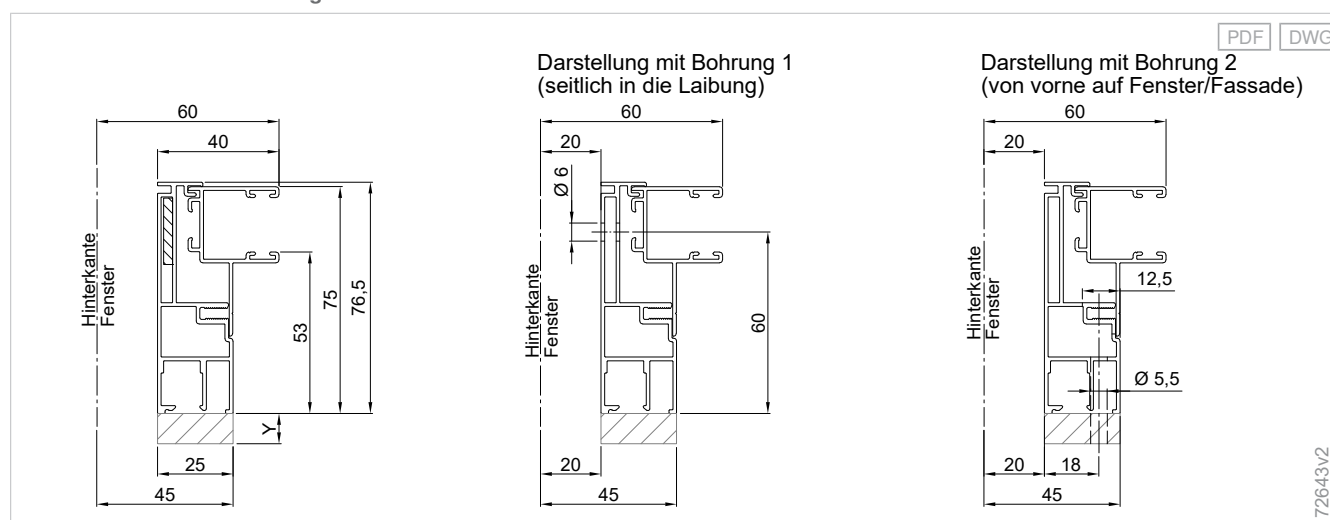 PDF DWG
Darstellung mit Bohrung 1
(seitlich in die Laibung)
Darstellung mit Bohrung 2
(von vorne auf Fenster/Fassade)
60
40
Hinterkante
Fenster
53
75
76,5
Y
25
45
60
20
Ø 6
Hinterkante
Fenster
60
20
45
60
20
Hinterkante
Fenster
12,5
Ø 5,5
20
18
45
72643v2